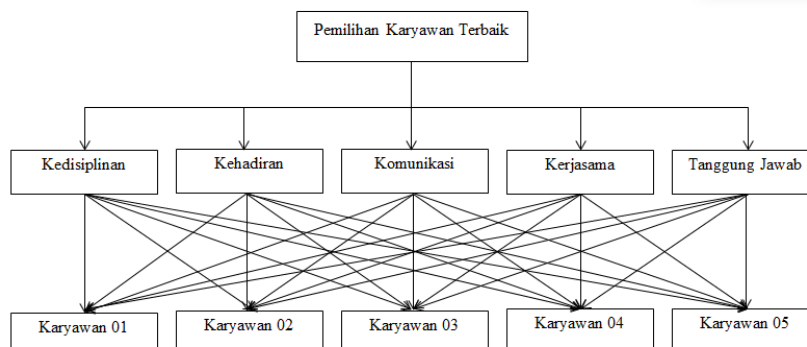 Pemilihan Karyawan Terbaik
Kedisiplinan
Kehadiran
Komunikasi
Kerjasama
Tanggung Jawab
Karyawan 01
Karyawan 02
Karyawan 03
Karyawan 04
Karyawan 05